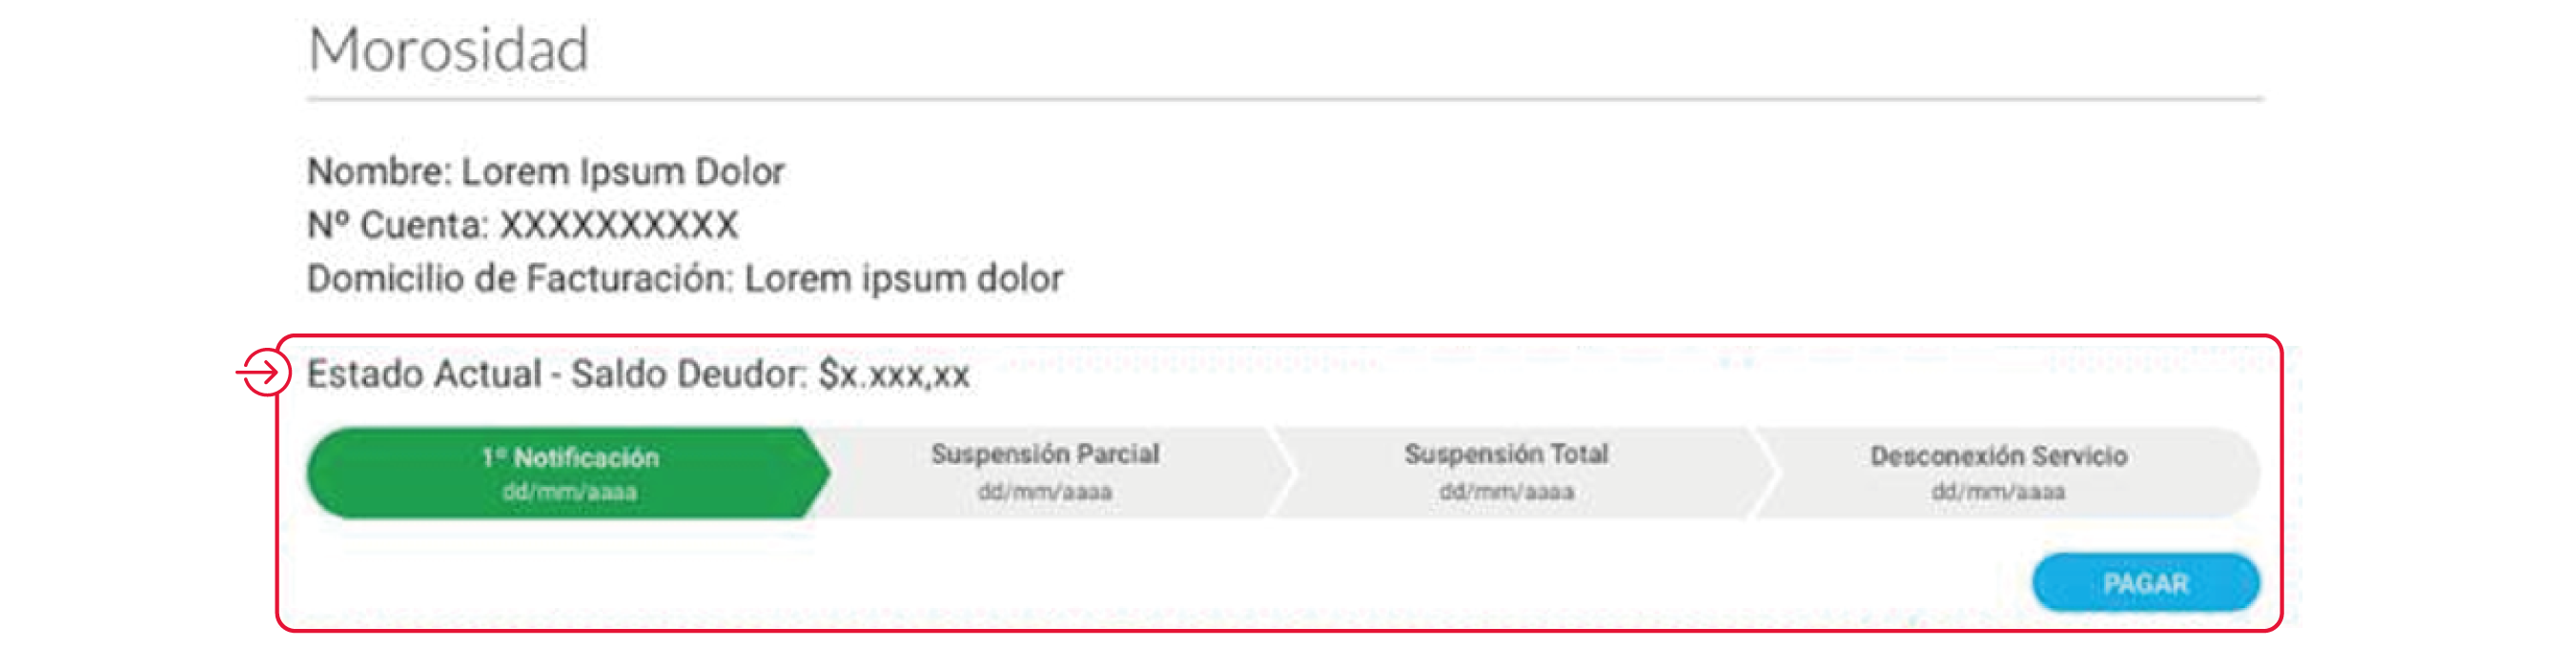 Morosidad
Nombre: Lorem Ipsum Dolor
Nº Cuenta: XXXXXXXXXX
Domicilio de Facturación: Lorem ipsum dolor
Estado Actual - Saldo Deudor: $x.xxx,xx
1º Notificación
dd/mm/aaaa
Suspensión Parcial
dd/mm/aaaa
Suspensión Total
dd/mm/aaaa
Desconexión Servicio
dd/mm/aaaa
PAGAR